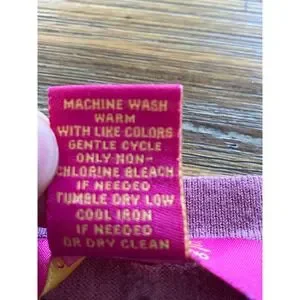 MACHINE WASH
WARM
WITH LIKE COLORS
GENTLE CYCLE
ONLY NON-
CHLORINE BLEACH
IF NEEDED
TUMBLE DRY LOW
COOL IRON
IF NEEDED
OR DRY CLEAN